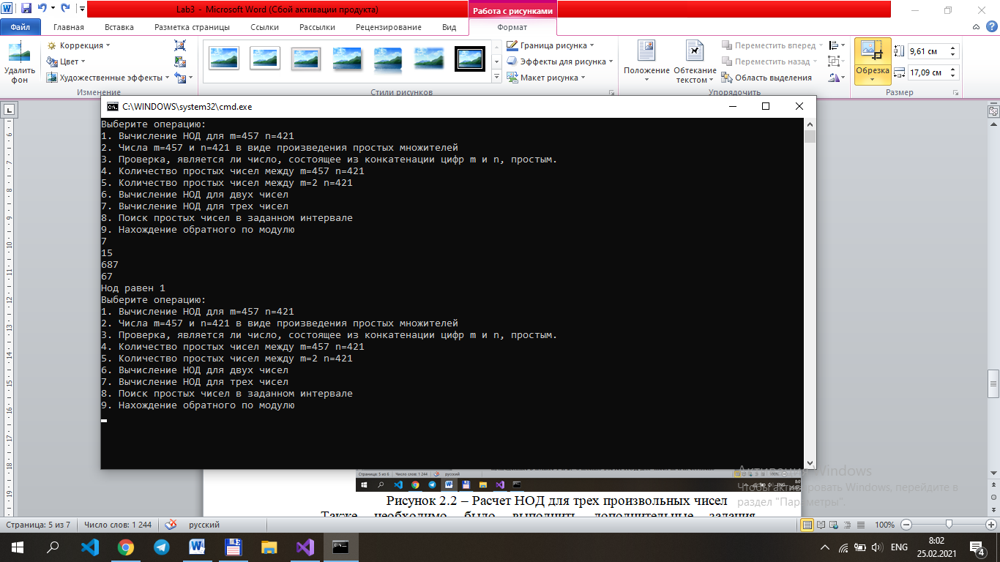 Lab3 - Microsoft Word (Сбой активации продукта)
Работа с рисунками
Файл Главная Вставка Разметка страницы Ссылки Рассылки Рецензирование Вид Формат
Удалить фон
Коррекция
Цвет
Художественные эффекты
Изменение
Стили рисунков
Граница рисунка
Эффекты для рисунка
Макет рисунка
Положение
Обтекание текстом
Переместить вперед
Переместить назад
Область выделения
Упорядочить
Обрезка
9,61 см
17,09 см
Размер
C:\WINDOWS\system32\cmd.exe
Выберите операцию:
1. Вычисление НОД для m=457 n=421
2. Числа m=457 и n=421 в виде произведения простых множителей
3. Проверка, является ли число, состоящее из конкатенации цифр m и n, простым.
4. Количество простых чисел между m=457 n=421
5. Количество простых чисел между m=2 n=421
6. Вычисление НОД для двух чисел
7. Вычисление НОД для трех чисел
8. Поиск простых чисел в заданном интервале
9. Нахождение обратного по модулю
7
15
687
67
Нод равен 1
Выберите операцию:
1. Вычисление НОД для m=457 n=421
2. Числа m=457 и n=421 в виде произведения простых множителей
3. Проверка, является ли число, состоящее из конкатенации цифр m и n, простым.
4. Количество простых чисел между m=457 n=421
5. Количество простых чисел между m=2 n=421
6. Вычисление НОД для двух чисел
7. Вычисление НОД для трех чисел
8. Поиск простых чисел в заданном интервале
9. Нахождение обратного по модулю
Страница: 5 из 6 Число слов: 1 244 русский
Активация Windows
Чтобы активировать Windows, перейдите в
раздел "Параметры".
Рисунок 2.2 – Расчет НОД для трех произвольных чисел
Также необходимо было выполнить дополнительные задания
Страница: 5 из 7 Число слов: 1 244 русский 100%
ENG 8:02
25.02.2021
4